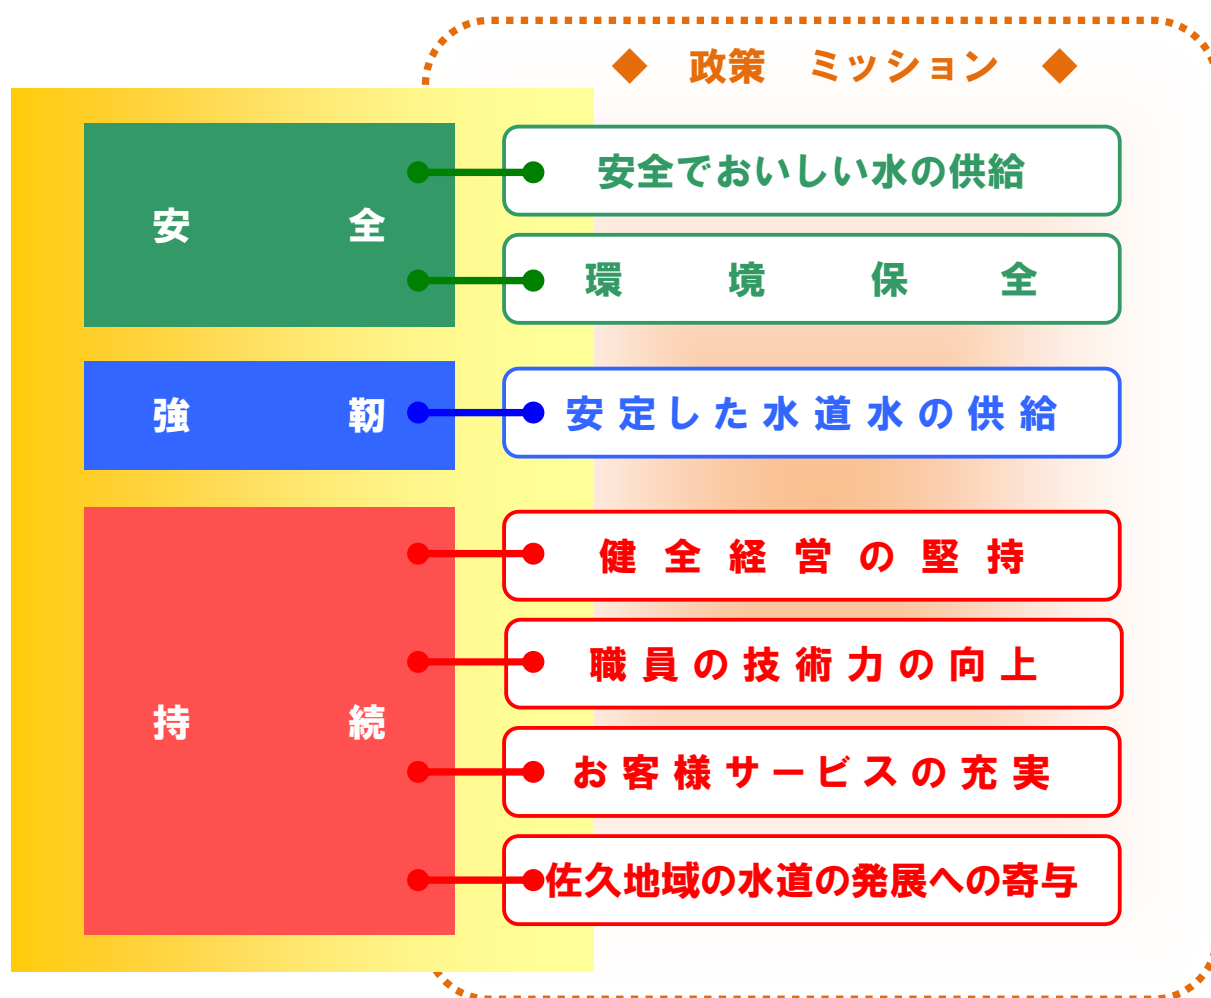 ◆ 政策 ミッション ◆
安全
安全でおいしい水の供給
環境保全
強靭
安定した水道水の供給
持続
健全経営の堅持
職員の技術力の向上
お客様サービスの充実
佐久地域の水道の発展への寄与